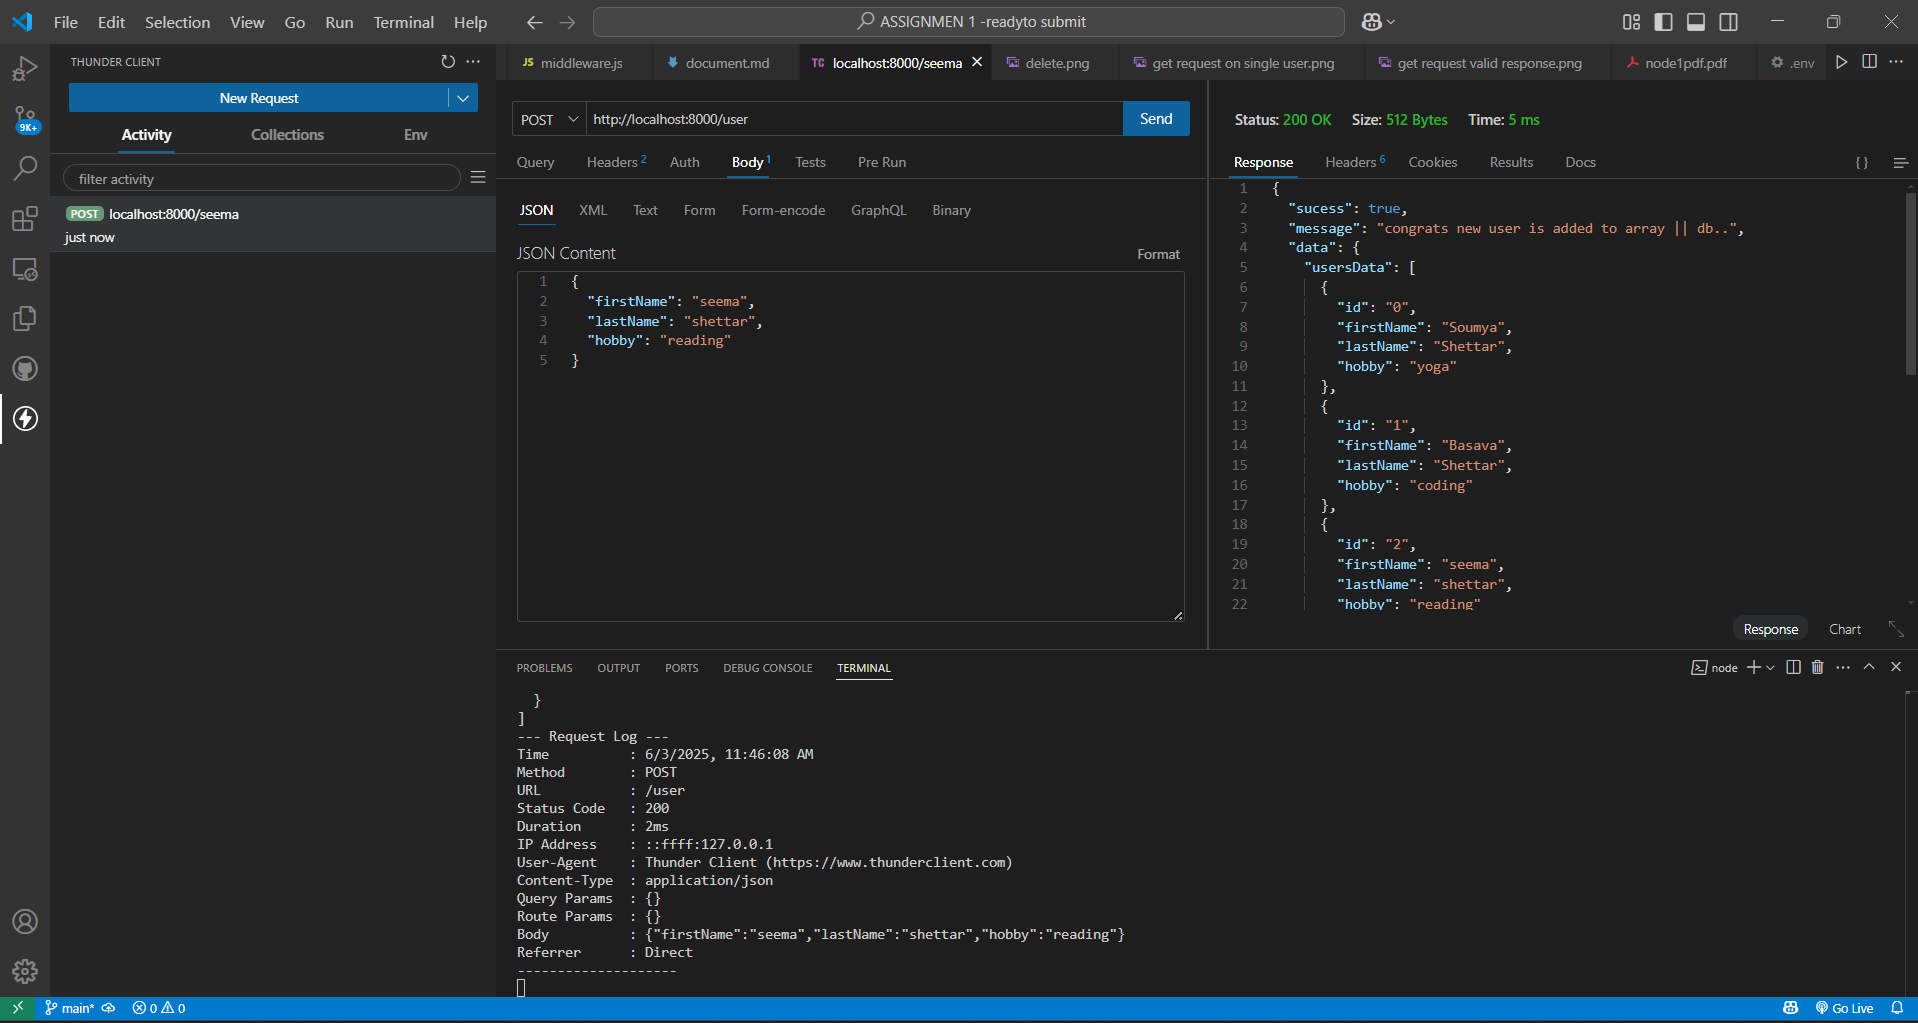 File Edit Selection View Go Run Terminal Help
ASSIGNMEN 1 -readyto submit
THUNDER CLIENT
New Request
Activity Collections Env
filter activity
POST localhost:8000/seema
just now
9K+
JS middleware.js
document.md
TC localhost:8000/seema
delete.png
get request on single user.png
get request valid response.png
node1pdf.pdf
.env
POST http://localhost:8000/user Send
Query Headers 2 Auth Body 1 Tests Pre Run
JSON XML Text Form Form-encode GraphQL Binary
JSON Content Format
1 {
2 "firstName": "seema",
3 "lastName": "shettar",
4 "hobby": "reading"
5 }
Status: 200 OK Size: 512 Bytes Time: 5 ms
Response Headers 6 Cookies Results Docs { }
1 {
2 "sucess": true,
3 "message": "congrats new user is added to array || db..",
4 "data": {
5 "usersData": [
6 {
7 "id": "0",
8 "firstName": "Soumya",
9 "lastName": "Shettar",
10 "hobby": "yoga"
11 },
12 {
13 "id": "1",
14 "firstName": "Basava",
15 "lastName": "Shettar",
16 "hobby": "coding"
17 },
18 {
19 "id": "2",
20 "firstName": "seema",
21 "lastName": "shettar",
22 "hobby": "reading"
Response Chart
PROBLEMS OUTPUT PORTS DEBUG CONSOLE TERMINAL
node
}
]
--- Request Log ---
Time : 6/3/2025, 11:46:08 AM
Method : POST
URL : /user
Status Code : 200
Duration : 2ms
IP Address : ::ffff:127.0.0.1
User-Agent : Thunder Client (https://www.thunderclient.com)
Content-Type : application/json
Query Params : {}
Route Params : {}
Body : {"firstName":"seema","lastName":"shettar","hobby":"reading"}
Referrer : Direct
--------------------
main* 0 0 Go Live